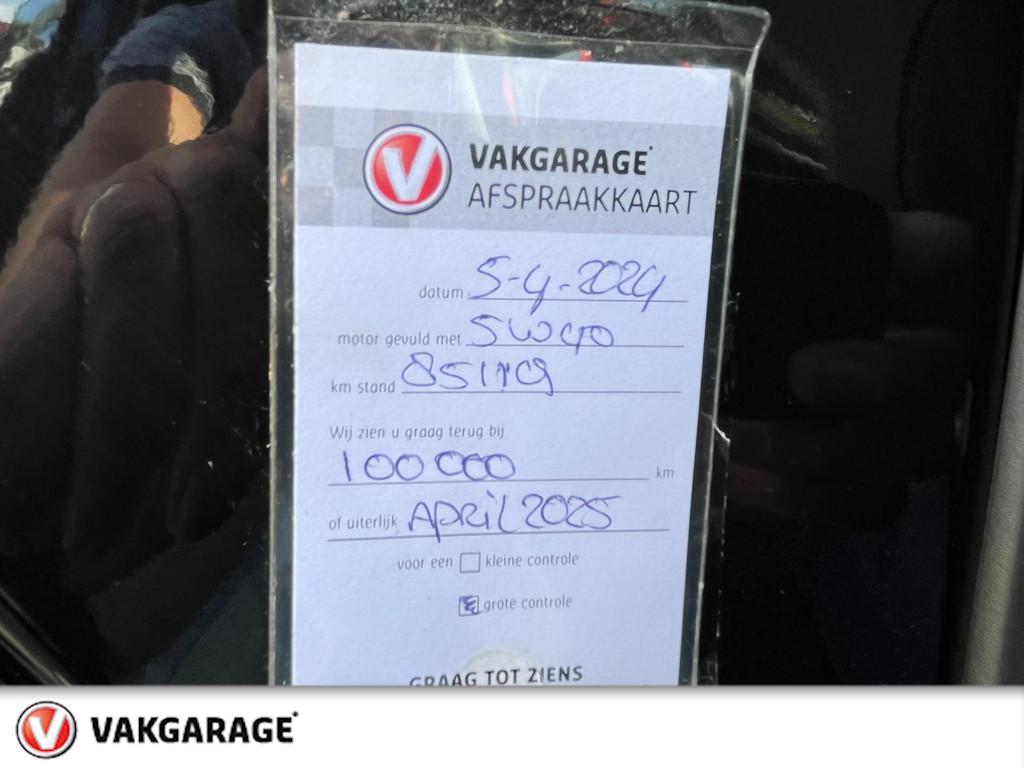 VAKGARAGE
AFSPRAAKKAART
datum 5-4-2024
motor gevuld met 5W40
km stand 85119
Wij zien u graag terug bij
100000 km
of uiterlijk APRil 2025
voor een kleine controle
grote controle
GRAAG TOT ZIENS
VAKGARAGE